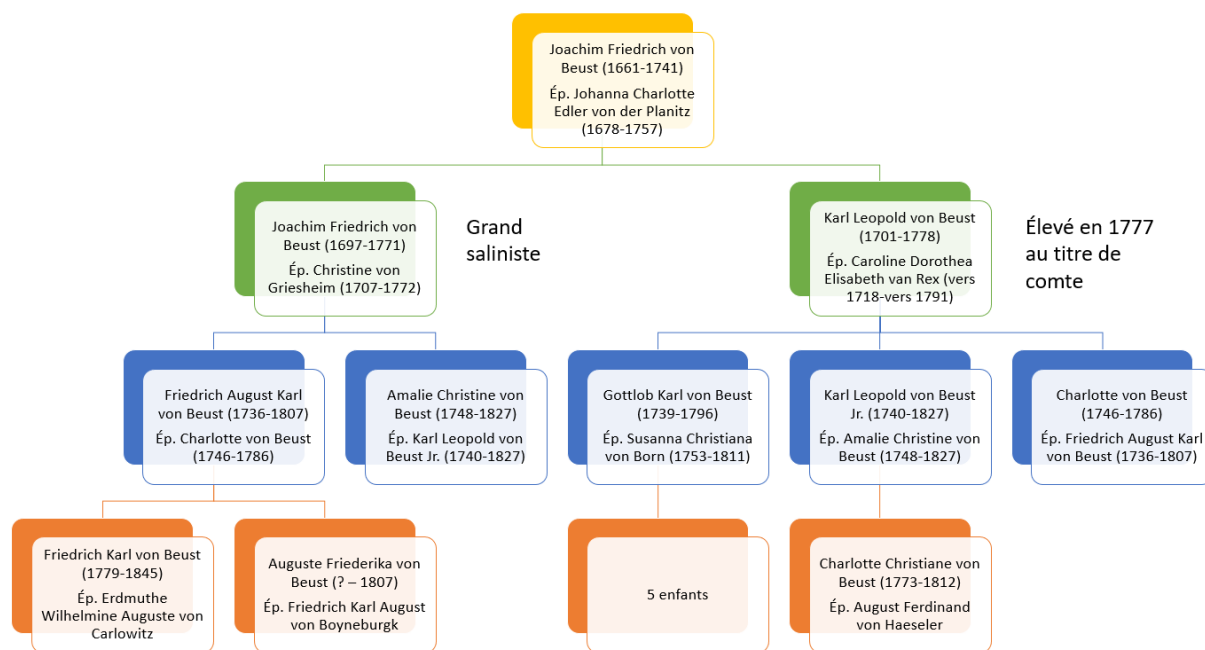 Joachim Friedrich von
Beust (1661-1741)
Ép. Johanna Charlotte
Edler von der Planitz
(1678-1757)
Joachim Friedrich von
Beust (1697-1771)
Ép. Christine von
Griesheim (1707-1772)
Grand
saliniste
Karl Leopold von Beust
(1701-1778)
Ép. Caroline Dorothea
Elisabeth van Rex (vers
1718-vers 1791)
Élevé en 1777
au titre de
comte
Friedrich August Karl
von Beust (1736-1807)
Ép. Charlotte von Beust
(1746-1786)
Amalie Christine von
Beust (1748-1827)
Ép. Karl Leopold von
Beust Jr. (1740-1827)
Gottlob Karl von Beust
(1739-1796)
Ép. Susanna Christiana
von Born (1753-1811)
Karl Leopold von Beust
Jr. (1740-1827)
Ép. Amalie Christine von
Beust (1748-1827)
Charlotte von Beust
(1746-1786)
Ép. Friedrich August Karl
von Beust (1736-1807)
Friedrich Karl von Beust
(1779-1845)
Ép. Erdmuthe
Wilhelmine Auguste von
Carlowitz
Auguste Friederika von
Beust (? – 1807)
Ép. Friedrich Karl August
von Boyneburgk
5 enfants
Charlotte Christiane von
Beust (1773-1812)
Ép. August Ferdinand
von Haeseler